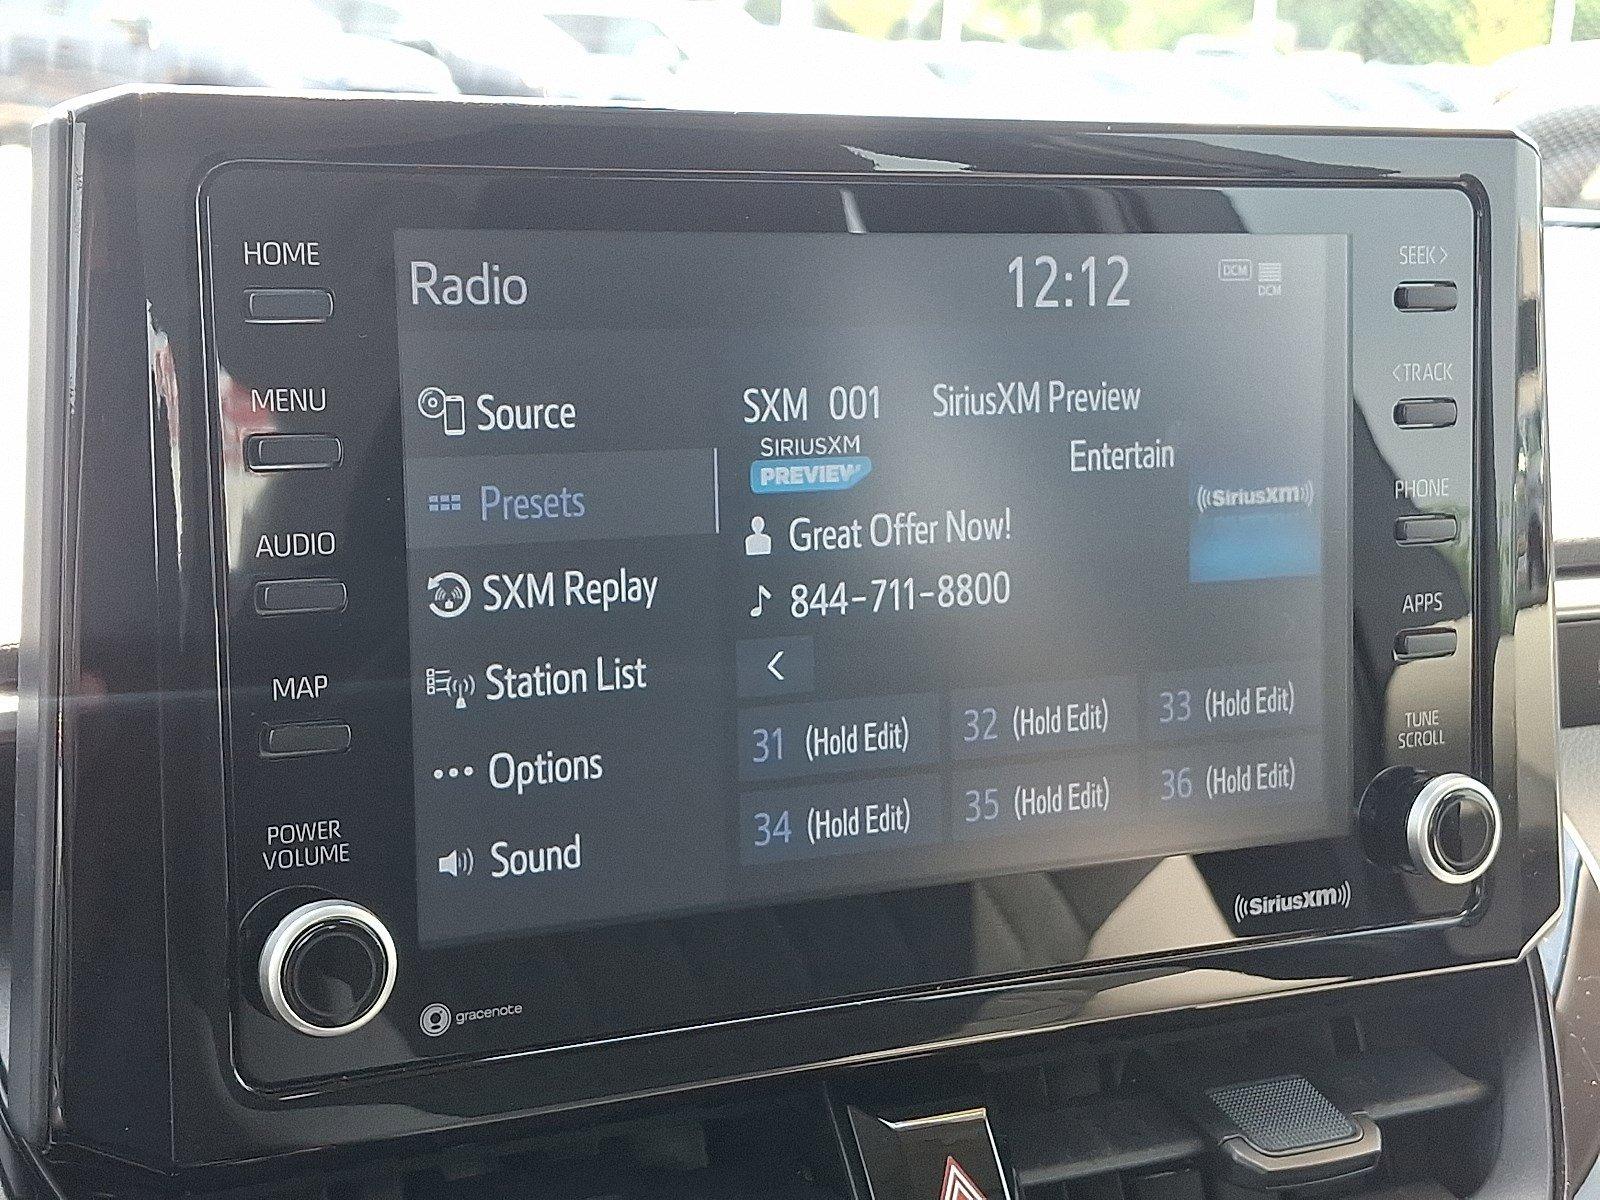 HOME
MENU
AUDIO
MAP
POWER
VOLUME
Radio
12:12
DCM
DCM
Source
Presets
SXM Replay
Station List
Options
Sound
SXM 001 SiriusXM Preview
SIRIUSXM
PREVIEW
Entertain
((SiriusXM))
Great Offer Now!
844-711-8800
<
31 (Hold Edit) 32 (Hold Edit) 33 (Hold Edit)
34 (Hold Edit) 35 (Hold Edit) 36 (Hold Edit)
SEEK >
< TRACK
PHONE
APPS
TUNE
SCROLL
((SiriusXM))
gracenote